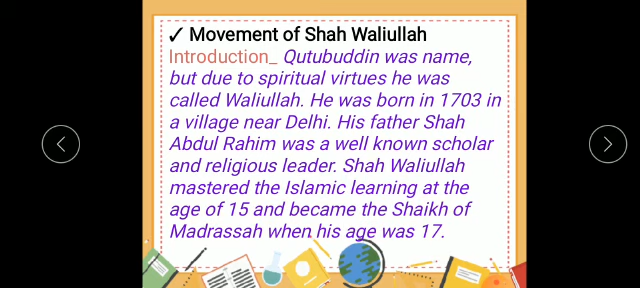 ✓ Movement of Shah Waliullah
Introduction_ Qutubuddin was name,
but due to spiritual virtues he was
called Waliullah. He was born in 1703 in
a village near Delhi. His father Shah
Abdul Rahim was a well known scholar
and religious leader. Shah Waliullah
mastered the Islamic learning at the
age of 15 and became the Shaikh of
Madrassah when his age was 17.